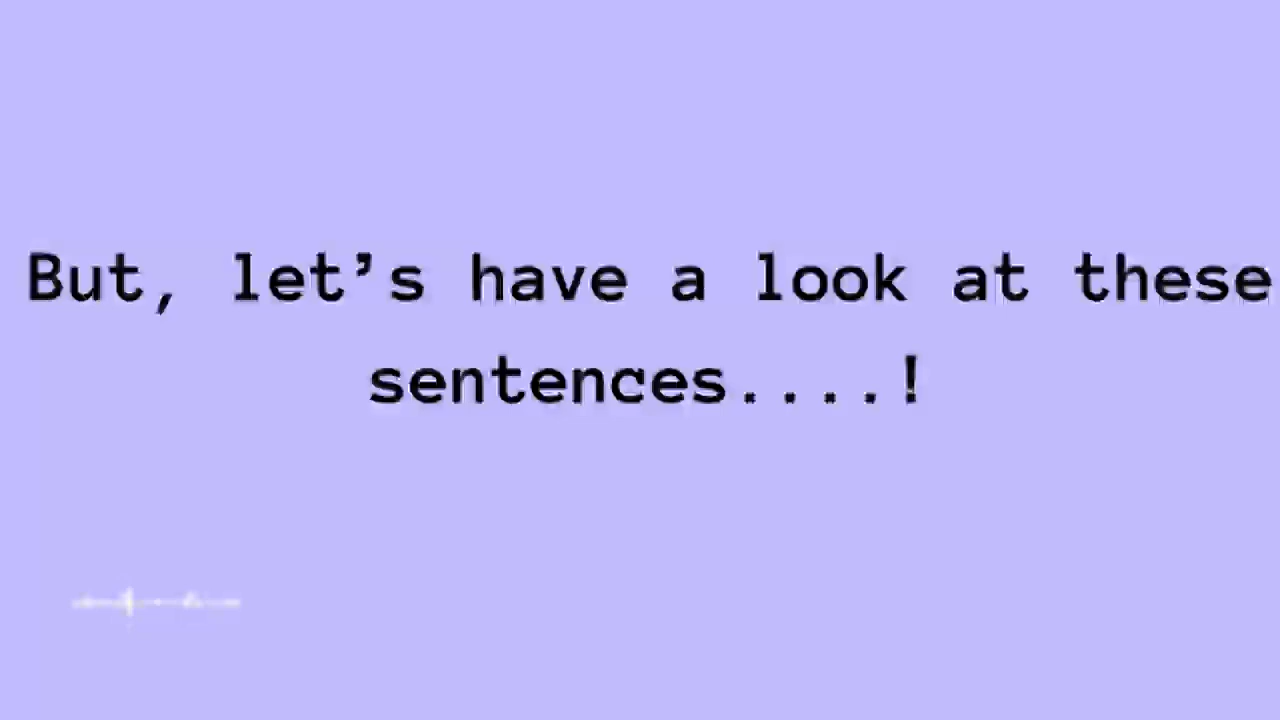 But, let’s have a look at these
sentences....!